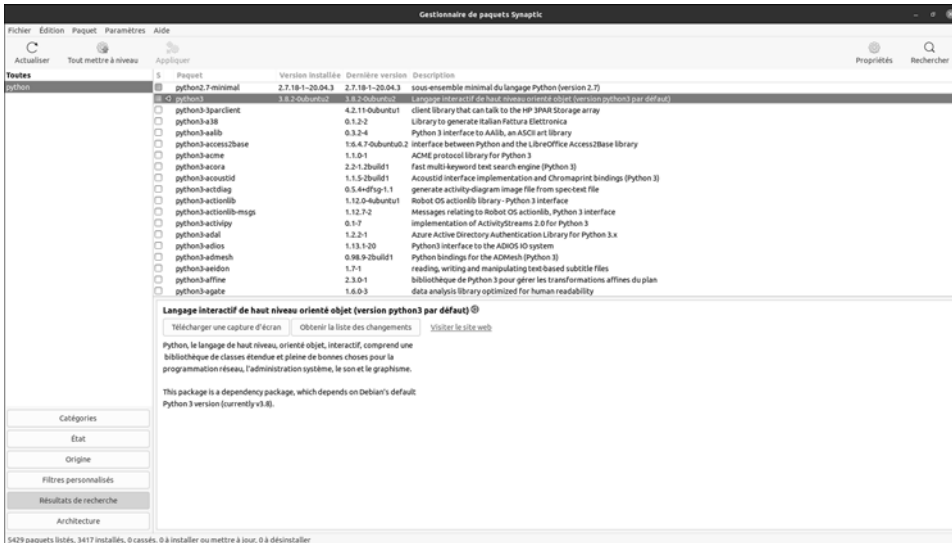 Gestionnaire de paquets Synaptic
Fichier Édition Paquet Paramètres Aide
Actualiser Tout mettre à niveau Appliquer Propriétés Rechercher
Toutes
python
S Paquet Version installée Dernière version Description
python2.7-minimal 2.7.18-1~20.04.3 2.7.18-1~20.04.3 sous-ensemble minimal du langage Python (version 2.7)
python3 3.8.2-0ubuntu2 3.8.2-0ubuntu2 Langage interactif de haut niveau orienté objet (version python3 par défaut)
python3-3parclient 4.2.11-0ubuntu1 client library that can talk to the HP 3PAR Storage array
python3-a38 0.1.2-2 Library to generate Italian Fattura Elettronica
python3-aalib 0.3.2-4 Python 3 interface to AAlib, an ASCII art library
python3-access2base 1:6.4.7-0ubuntu0.2 interface between Python and the LibreOffice Access2Base library
python3-acme 1.1.0-1 ACME protocol library for Python 3
python3-acora 2.2-1.2build1 fast multi-keyword text search engine (Python 3)
python3-acoustid 1.1.5-2build1 Acoustid interface implementation and Chromaprint bindings (Python 3)
python3-actdiag 0.5.4+dfsg-1.1 generate activity-diagram image file from spec-text file
python3-actionlib 1.12.0-4ubuntu1 Robot OS actionlib library - Python 3 interface
python3-actionlib-msgs 1.12.7-2 Messages relating to Robot OS actionlib, Python 3 interface
python3-activipy 0.1-7 implementation of ActivityStreams 2.0 for Python 3
python3-adal 1.2.2-1 Azure Active Directory Authentication Library for Python 3.x
python3-adios 1.13.1-20 Python3 interface to the ADIOS IO system
python3-admesh 0.98.9-2build1 Python bindings for the ADMesh (Python 3)
python3-aeidon 1.7-1 reading, writing and manipulating text-based subtitle files
python3-affine 2.3.0-1 bibliothèque de Python 3 pour gérer les transformations affines du plan
python3-agate 1.6.0-3 data analysis library optimized for human readability
Langage interactif de haut niveau orienté objet (version python3 par défaut)
Télécharger une capture d'écran Obtenir la liste des changements Visiter le site web
Python, le langage de haut niveau, orienté objet, interactif, comprend une
bibliothèque de classes étendue et pleine de bonnes choses pour la
programmation réseau, l'administration système, le son et le graphisme.
This package is a dependency package, which depends on Debian's default
Python 3 version (currently v3.8).
Catégories
État
Origine
Filtres personnalisés
Résultats de recherche
Architecture
5429 paquets listés, 3417 installés, 0 cassés, 0 à installer ou mettre à jour, 0 à désinstaller